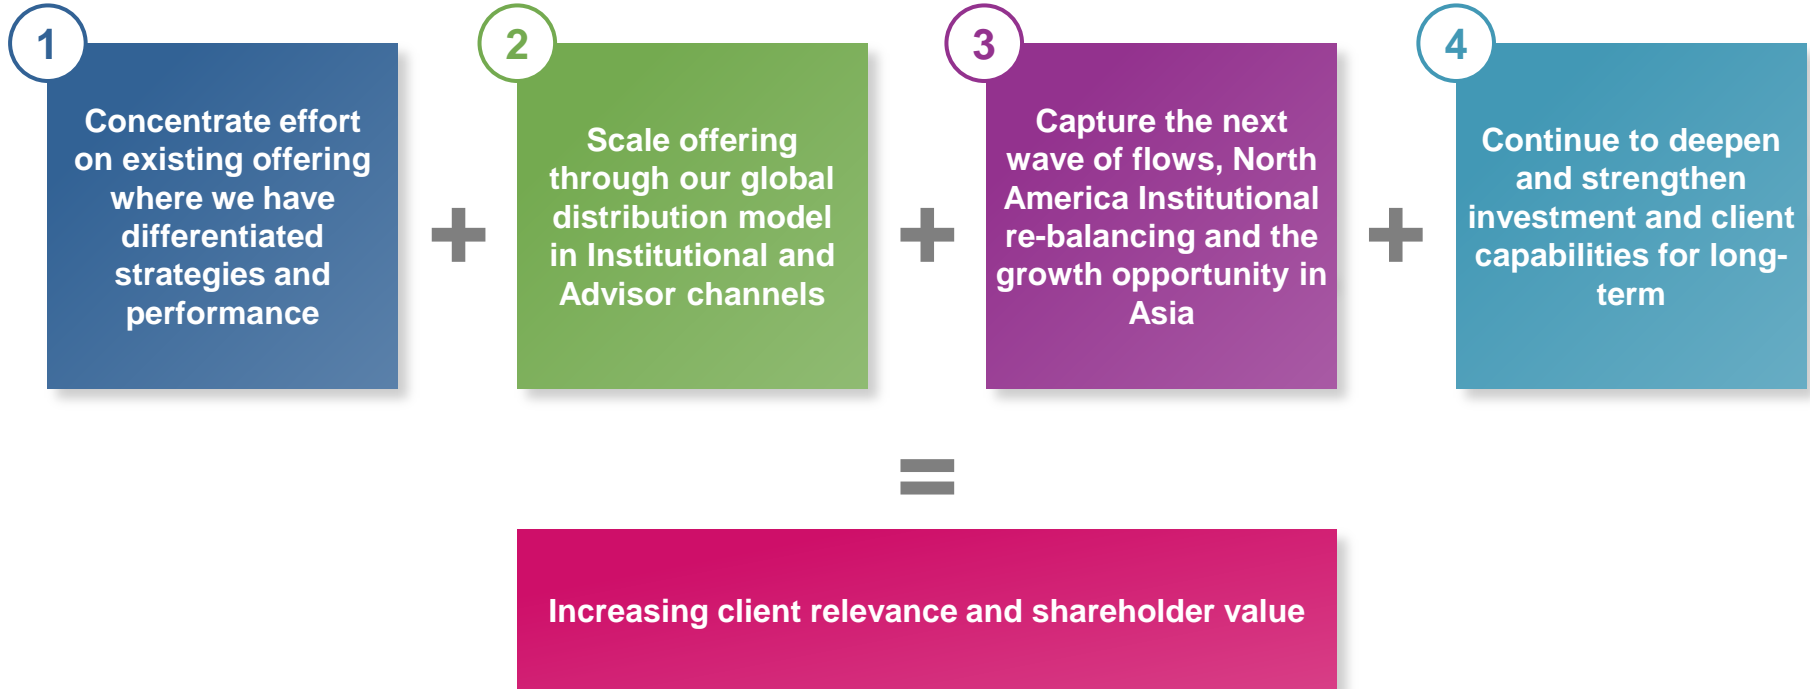 1
Concentrate effort
on existing offering
where we have
differentiated
strategies and
performance
+
2
Scale offering
through our global
distribution model
in Institutional and
Advisor channels
+
3
Capture the next
wave of flows, North
America Institutional
re-balancing and the
growth opportunity in
Asia
+
4
Continue to deepen
and strengthen
investment and client
capabilities for long-
term
=
Increasing client relevance and shareholder value